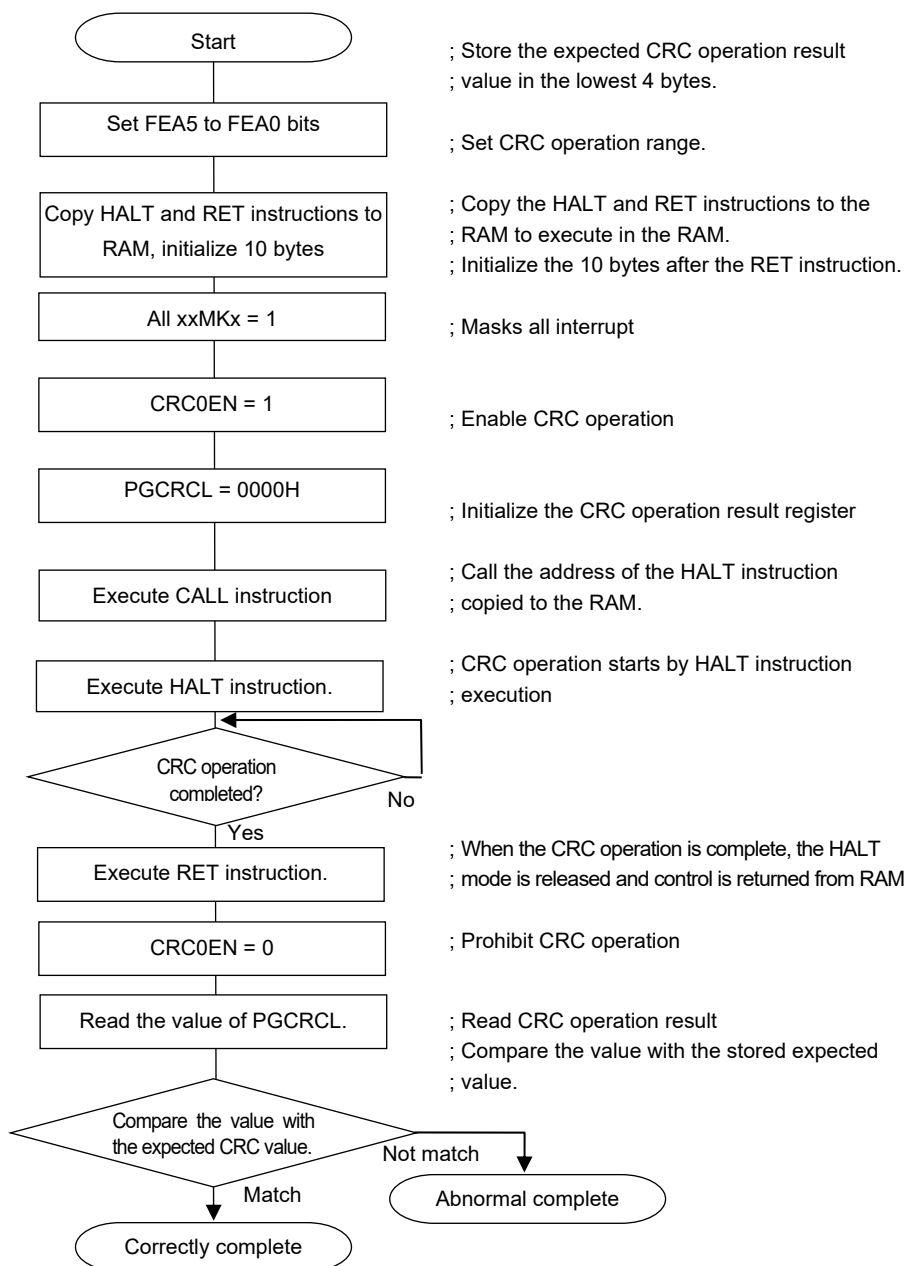 Start
; Store the expected CRC operation result
; value in the lowest 4 bytes.
Set FEA5 to FEA0 bits
; Set CRC operation range.
Copy HALT and RET instructions to
RAM, initialize 10 bytes
; Copy the HALT and RET instructions to the
; RAM to execute in the RAM.
; Initialize the 10 bytes after the RET instruction.
All xxMKx = 1
; Masks all interrupt
CRC0EN = 1
; Enable CRC operation
PGCRCL = 0000H
; Initialize the CRC operation result register
Execute CALL instruction
; Call the address of the HALT instruction
; copied to the RAM.
Execute HALT instruction.
; CRC operation starts by HALT instruction
; execution
CRC operation
completed?
No
Yes
Execute RET instruction.
; When the CRC operation is complete, the HALT
; mode is released and control is returned from RAM
CRC0EN = 0
; Prohibit CRC operation
Read the value of PGCRCL.
; Read CRC operation result
; Compare the value with the stored expected
; value.
Compare the value with
the expected CRC value.
Not match
Match
Abnormal complete
Correctly complete